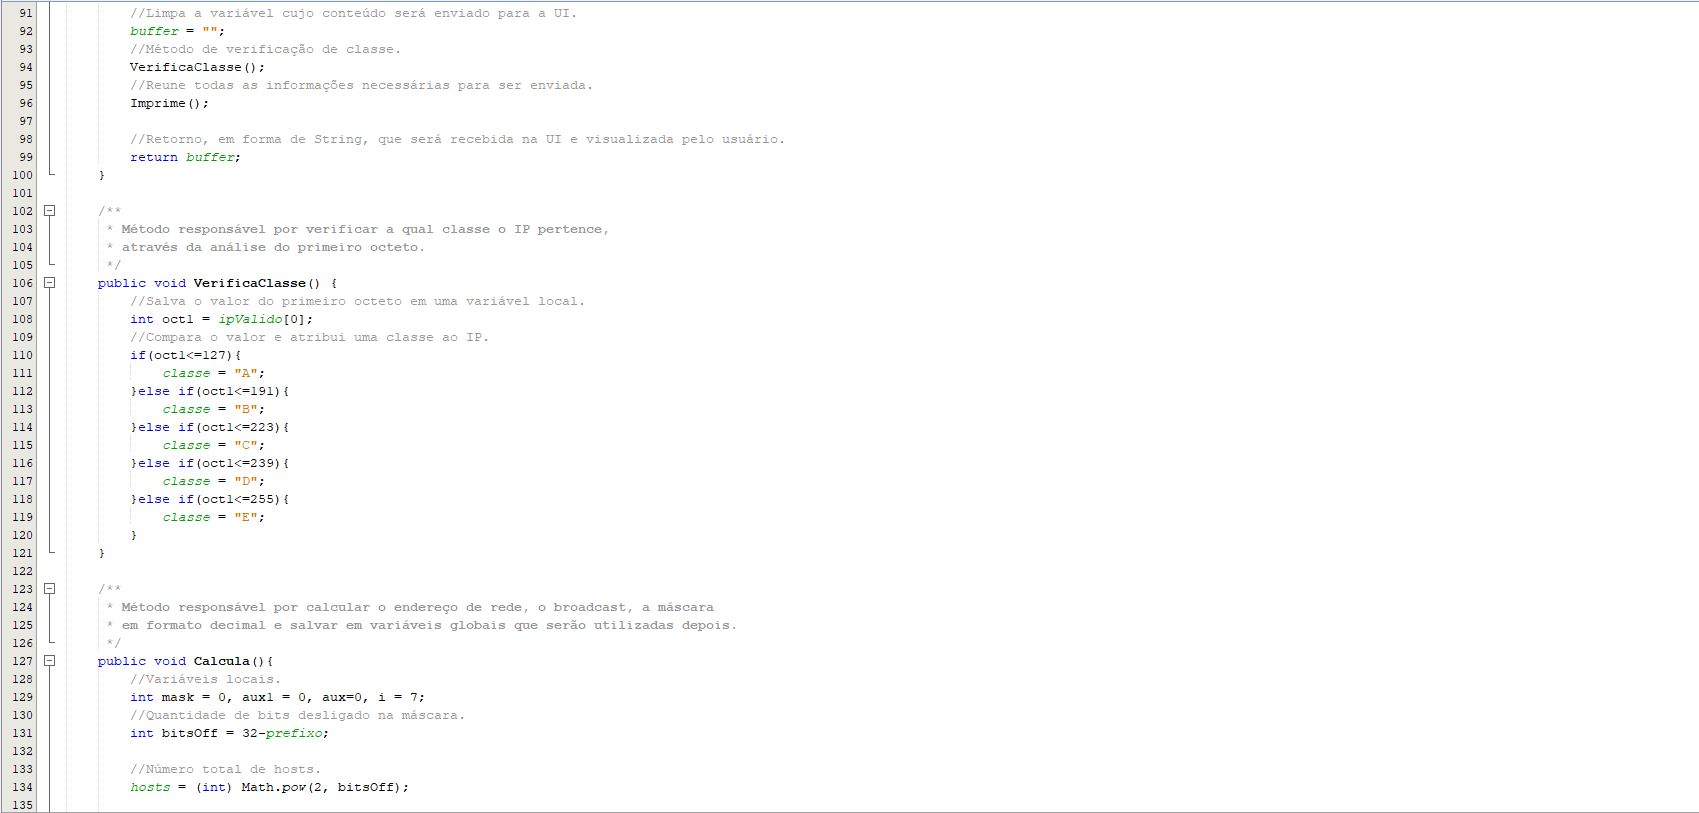 91 //Limpa a variável cujo conteúdo será enviado para a UI.
92 buffer = "";
93 //Método de verificação de classe.
94 VerificaClasse();
95 //Reune todas as informações necessárias para ser enviada.
96 Imprime();
97
98 //Retorno, em forma de String, que será recebida na UI e visualizada pelo usuário.
99 return buffer;
100 }
101
102 /**
103 * Método responsável por verificar a qual classe o IP pertence,
104 * através da análise do primeiro octeto.
105 */
106 public void VerificaClasse() {
107 //Salva o valor do primeiro octeto em uma variável local.
108 int oct1 = ipValido[0];
109 //Compara o valor e atribui uma classe ao IP.
110 if(oct1<=127){
111 classe = "A";
112 }else if(oct1<=191){
113 classe = "B";
114 }else if(oct1<=223){
115 classe = "C";
116 }else if(oct1<=239){
117 classe = "D";
118 }else if(oct1<=255){
119 classe = "E";
120 }
121 }
122
123 /**
124 * Método responsável por calcular o endereço de rede, o broadcast, a máscara
125 * em formato decimal e salvar em variáveis globais que serão utilizadas depois.
126 */
127 public void Calcula(){
128 //Variáveis locais.
129 int mask = 0, aux1 = 0, aux=0, i = 7;
130 //Quantidade de bits desligado na máscara.
131 int bitsOff = 32-prefixo;
132
133 //Número total de hosts.
134 hosts = (int) Math.pow(2, bitsOff);
135